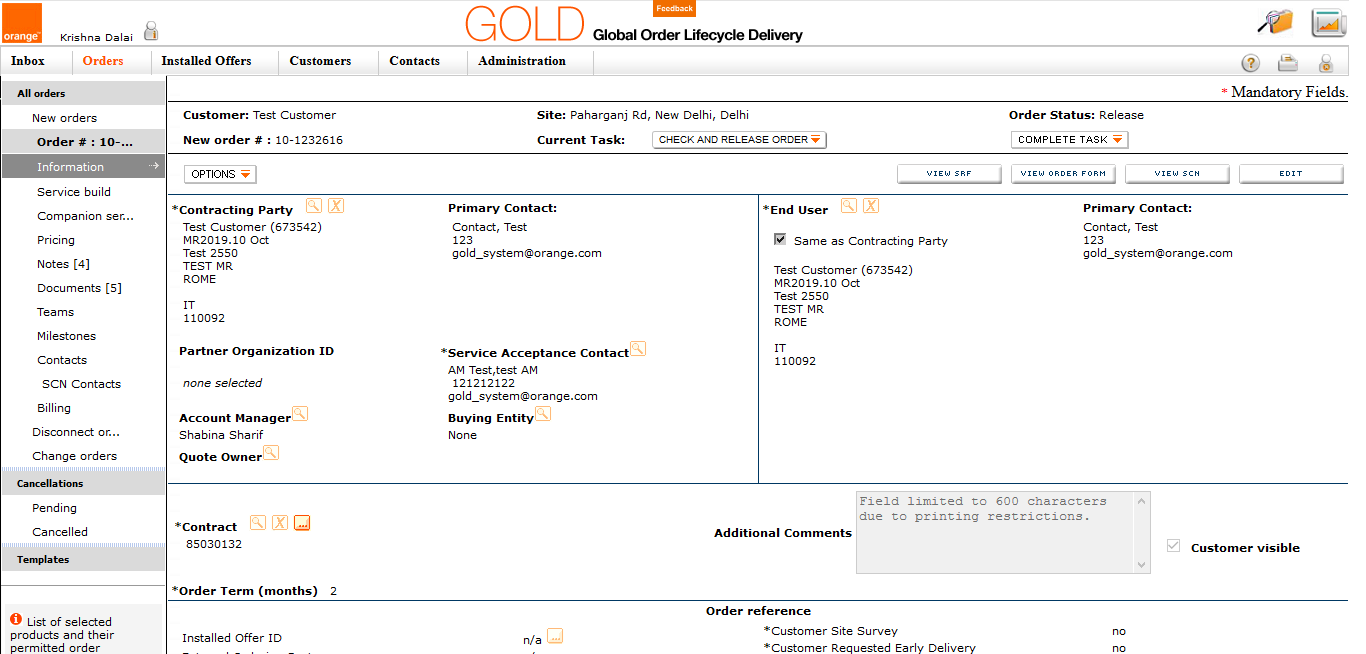 Feedback
orange™
Krishna Dalai
GOLD Global Order Lifecycle Delivery
Inbox Orders Installed Offers Customers Contacts Administration
All orders
New orders
Order # : 10-...
Information
Service build
Companion ser...
Pricing
Notes [4]
Documents [5]
Teams
Milestones
Contacts
SCN Contacts
Billing
Disconnect or...
Change orders
Cancellations
Pending
Cancelled
Templates
List of selected
products and their
permitted order
* Mandatory Fields.
Customer: Test Customer Site: Paharganj Rd, New Delhi, Delhi Order Status: Release
New order # : 10-1232616 Current Task: CHECK AND RELEASE ORDER COMPLETE TASK
OPTIONS VIEW SRF VIEW ORDER FORM VIEW SCN EDIT
*Contracting Party X
Test Customer (673542)
MR2019.10 Oct
Test 2550
TEST MR
ROME
IT
110092
Primary Contact:
Contact, Test
123
gold_system@orange.com
Partner Organization ID
none selected
*Service Acceptance Contact
AM Test,test AM
121212122
gold_system@orange.com
Account Manager
Shabina Sharif
Buying Entity
None
Quote Owner
*End User X
Same as Contracting Party
Test Customer (673542)
MR2019.10 Oct
Test 2550
TEST MR
ROME
IT
110092
Primary Contact:
Contact, Test
123
gold_system@orange.com
*Contract X ...
85030132
Additional Comments
Field limited to 600 characters
due to printing restrictions.
Customer visible
*Order Term (months) 2
Order reference
Installed Offer ID n/a ...
*Customer Site Survey no
*Customer Requested Early Delivery no